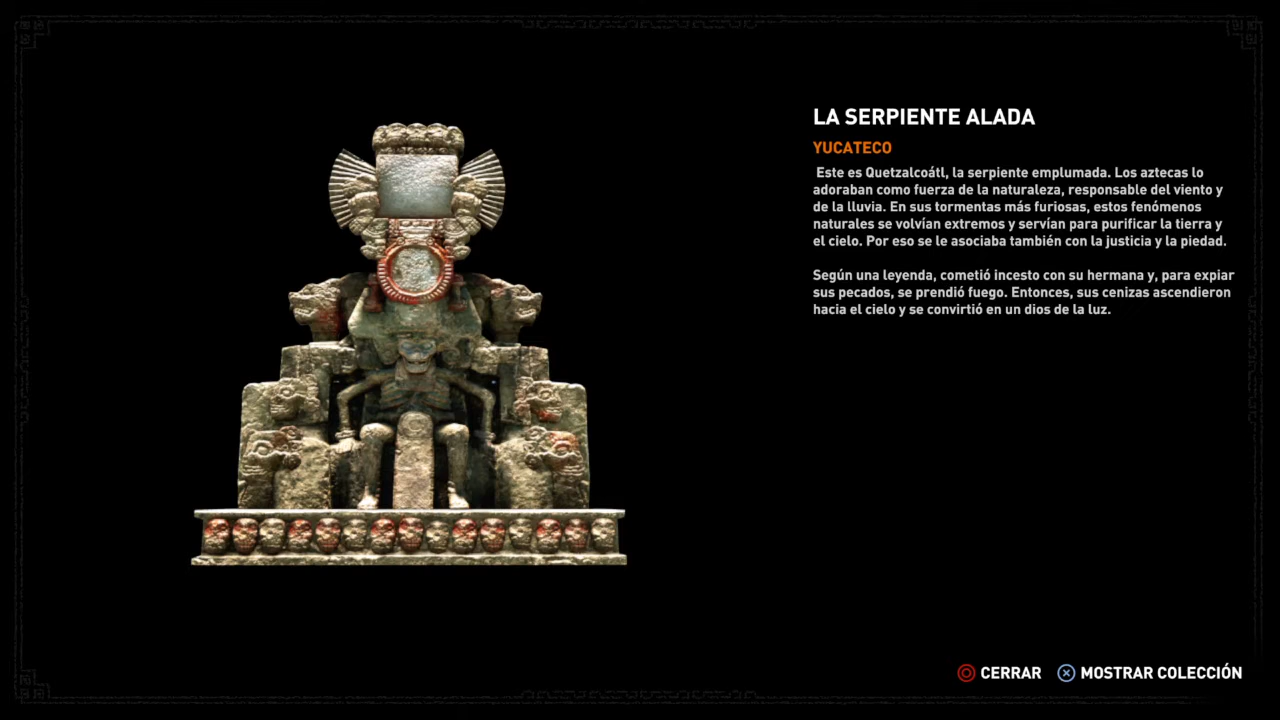 LA SERPIENTE ALADA
YUCATECO
Este es Quetzalcoátl, la serpiente emplumada. Los aztecas lo
adoraban como fuerza de la naturaleza, responsable del viento y
de la lluvia. En sus tormentas más furiosas, estos fenómenos
naturales se volvían extremos y servían para purificar la tierra y
el cielo. Por eso se le asociaba también con la justicia y la piedad.
Según una leyenda, cometió incesto con su hermana y, para expiar
sus pecados, se prendió fuego. Entonces, sus cenizas ascendieron
hacia el cielo y se convirtió en un dios de la luz.
CERRAR MOSTRAR COLECCIÓN